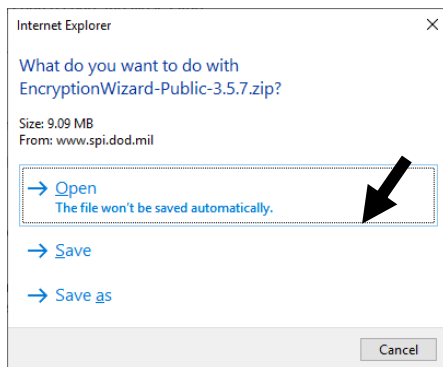 Internet Explorer
What do you want to do with
EncryptionWizard-Public-3.5.7.zip?
Size: 9.09 MB
From: www.spi.dod.mil
Open
The file won't be saved automatically.
Save
Save as
Cancel